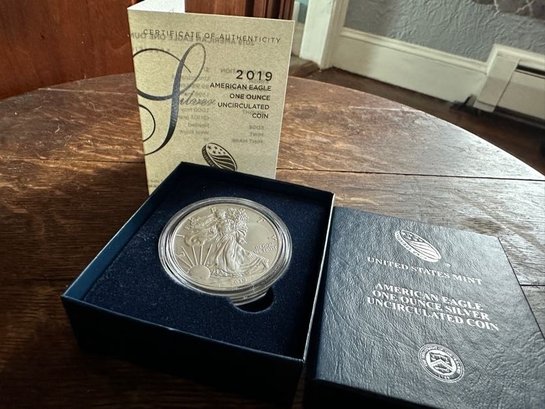 CERTIFICATE OF AUTHENTICITY
2019
AMERICAN EAGLE
ONE OUNCE
UNCIRCULATED
COIN
Silver
UNITED STATES MINT
AMERICAN EAGLE
ONE OUNCE SILVER
UNCIRCULATED COIN